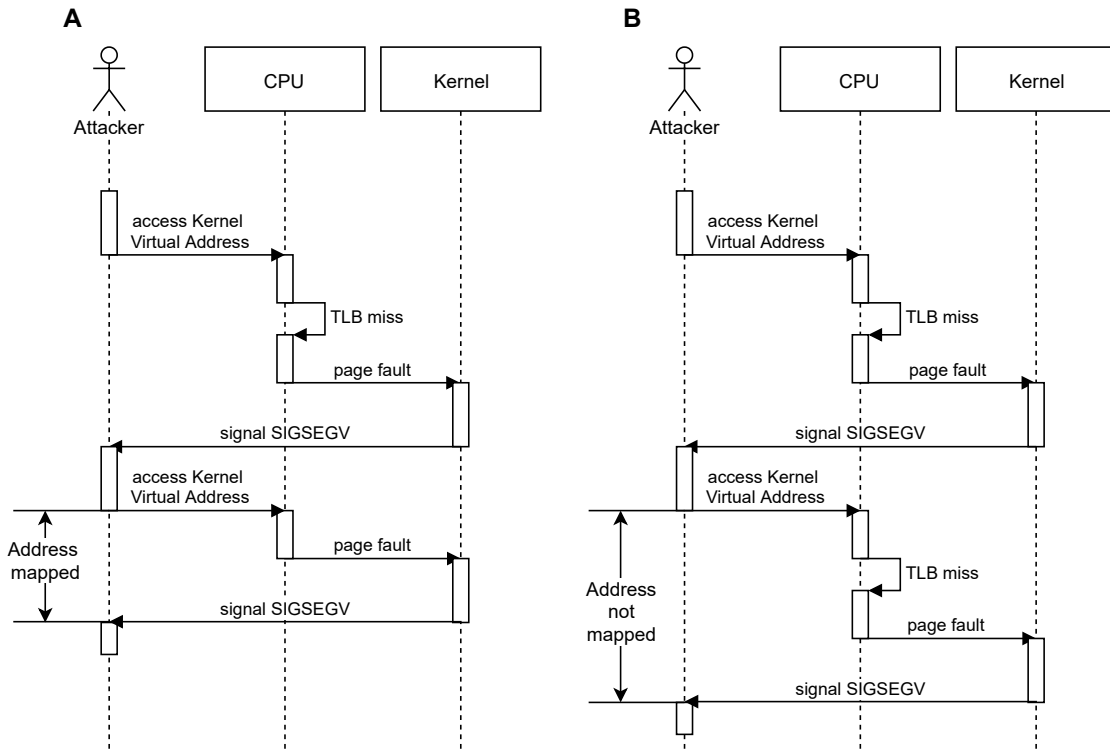 A
B
CPU
Kernel
CPU
Kernel
Attacker
Attacker
access Kernel
Virtual Address
access Kernel
Virtual Address
TLB miss
TLB miss
page fault
page fault
signal SIGSEGV
signal SIGSEGV
access Kernel
Virtual Address
access Kernel
Virtual Address
Address
mapped
page fault
TLB miss
Address
not
mapped
signal SIGSEGV
page fault
signal SIGSEGV